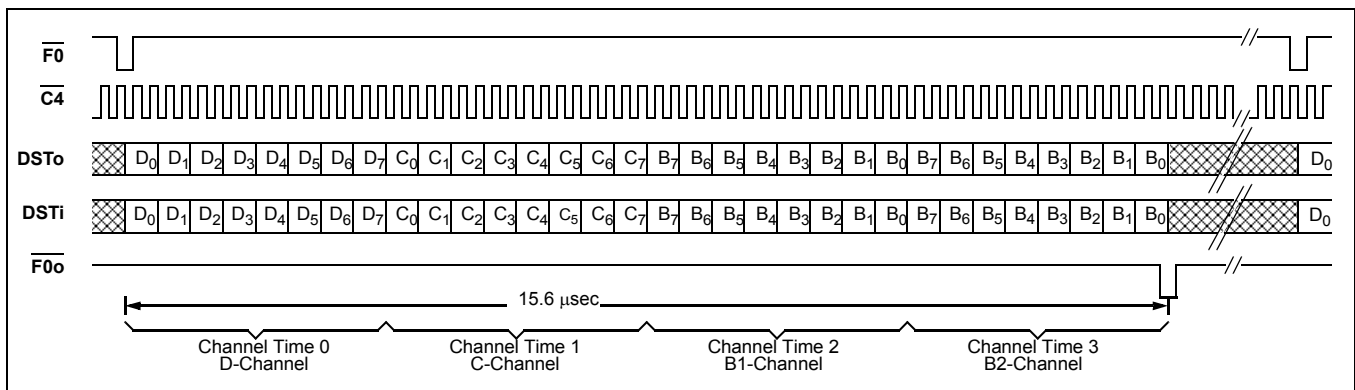 F0
C4
DSTo D0 D1 D2 D3 D4 D5 D6 D7 C0 C1 C2 C3 C4 C5 C6 C7 B7 B6 B5 B4 B3 B2 B1 B0 B7 B6 B5 B4 B3 B2 B1 B0 D0
DSTi D0 D1 D2 D3 D4 D5 D6 D7 C0 C1 C2 C3 C4 C5 C6 C7 B7 B6 B5 B4 B3 B2 B1 B0 B7 B6 B5 B4 B3 B2 B1 B0 D0
F0o
15.6 μsec
Channel Time 0 Channel Time 1 Channel Time 2 Channel Time 3
D-Channel C-Channel B1-Channel B2-Channel